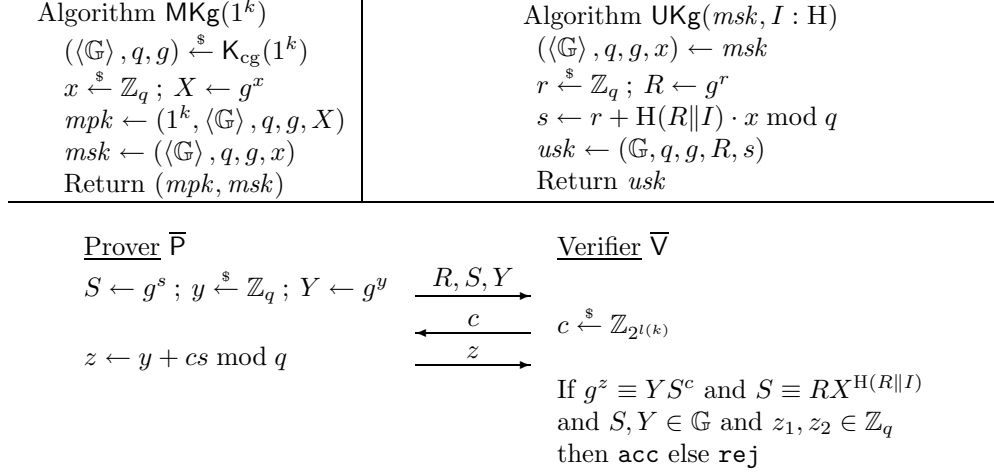 Algorithm MKg(1^k)
(⟨𝔾⟩, q, g) ←$ K_cg(1^k)
x ←$ ℤ_q ; X ← g^x
mpk ← (1^k, ⟨𝔾⟩, q, g, X)
msk ← (⟨𝔾⟩, q, g, x)
Return (mpk, msk)
Algorithm UKg(msk, I : H)
(⟨𝔾⟩, q, g, x) ← msk
r ←$ ℤ_q ; R ← g^r
s ← r + H(R‖I) · x mod q
usk ← (𝔾, q, g, R, s)
Return usk
Prover P̅
Verifier V̅
S ← g^s ; y ←$ ℤ_q ; Y ← g^y
R, S, Y
c
c ←$ ℤ_{2^{l(k)}}
z ← y + cs mod q
z
If g^z ≡ YS^c and S ≡ RX^{H(R‖I)}
and S, Y ∈ 𝔾 and z_1, z_2 ∈ ℤ_q
then acc else rej